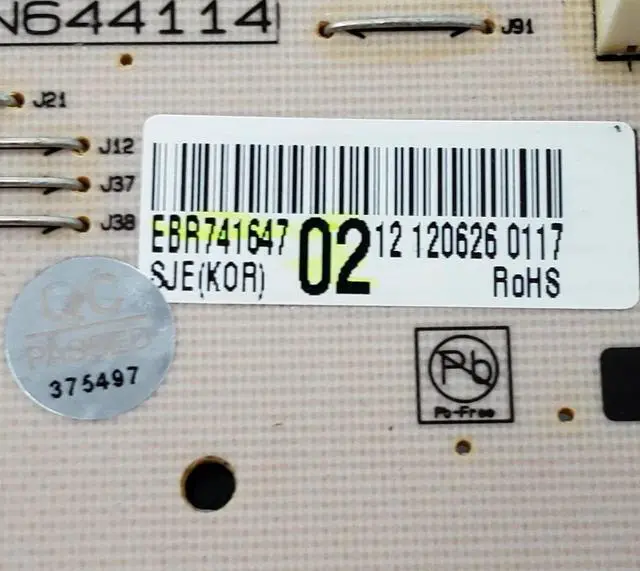 N644114
J91
J21
J12
J37
J38
EBR741647 02 12 120626 0117
SJE(KOR)
RoHS
QC
PASSED
375497
Pb
Pb-Free